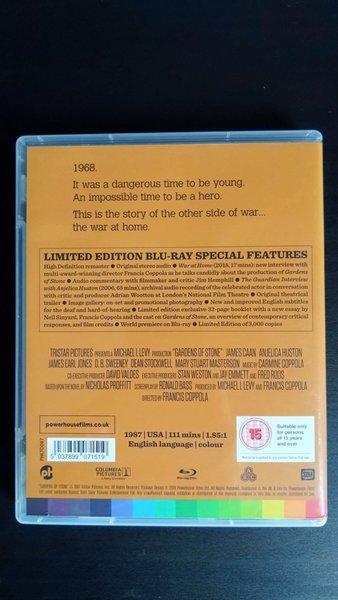 1968.
It was a dangerous time to be young.
An impossible time to be a hero.
This is the story of the other side of war...
the war at home.
LIMITED EDITION BLU-RAY SPECIAL FEATURES
High Definition remaster ● Original stereo audio ● War at Home (2018, 17 mins): new interview with
multi-award-winning director Francis Coppola as he talks candidly about the production of Gardens
of Stone ● Audio commentary with filmmaker and critic Jim Hemphill ● The Guardian Interview
with Anjelica Huston (2006, 69 mins), archival audio recording of the celebrated actor in conversation
with critic and producer Adrian Wootton at London's National Film Theatre ● Original theatrical
trailer ● Image gallery: on-set and promotional photography ● New and improved English subtitles
for the deaf and hard-of-hearing ● Limited edition exclusive 32-page booklet with a new essay by
Neil Sinyard, Francis Coppola and the cast on Gardens of Stone, an overview of contemporary critical
responses, and film credits ● World premiere on Blu-ray ● Limited Edition of 3,000 copies
TRISTAR PICTURES PRESENTS A MICHAEL I. LEVY PRODUCTION "GARDENS OF STONE" JAMES CAAN ANJELICA HUSTON
JAMES EARL JONES D.B. SWEENEY DEAN STOCKWELL MARY STUART MASTERSON MUSIC BY CARMINE COPPOLA
CO-EXECUTIVE PRODUCER DAVID VALDES EXECUTIVE PRODUCERS STAN WESTON AND JAY EMMETT AND FRED ROOS
BASED UPON THE NOVEL BY NICHOLAS PROFFITT SCREENPLAY BY RONALD BASS PRODUCED BY MICHAEL I. LEVY AND FRANCIS COPPOLA
DIRECTED BY FRANCIS COPPOLA
powerhousefilms.co.uk
5 037899 071519
1987 | USA | 111 mins | 1.85:1
English language | colour
15
Suitable only
for persons
of 15 years
and over
COLUMBIA
PICTURES
Blu-ray Disc